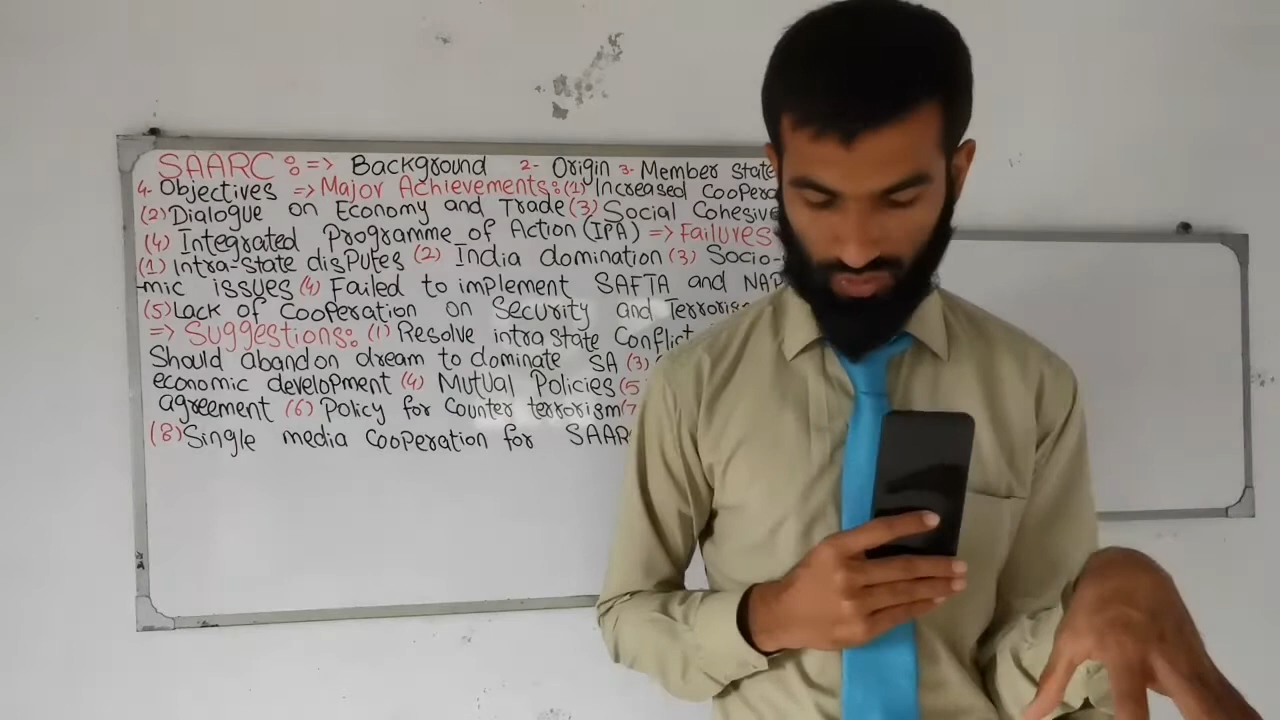 SAARC :=> Background 2- Origin 3- Member State
4- Objectives => Major Achievements: (1) Increased Coopera
(2) Dialogue on Economy and Trade (3) Social Cohesive
(4) Integrated Programme of Action (IPA) => Failures
(1) Intra-State disputes (2) India domination (3) Socio-
mic issues (4) Failed to implement SAFTA and NAP
(5) Lack of Cooperation on Security and Terroris
=> Suggestions: (1) Resolve intra state Conflict
Should abandon dream to dominate SA (3)
economic development (4) Mutual Policies (5
agreement (6) Policy for Counter terrorism (7
(8) Single media Cooperation for SAAR